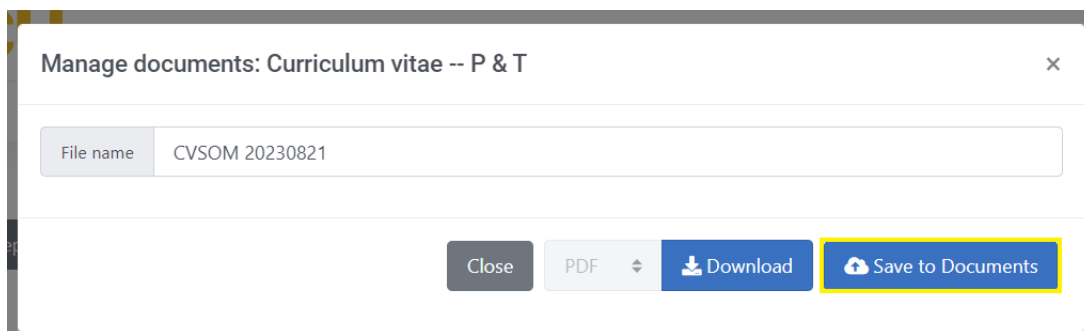 Manage documents: Curriculum vitae -- P & T ×
File name CVSOM 20230821
Close PDF Download Save to Documents